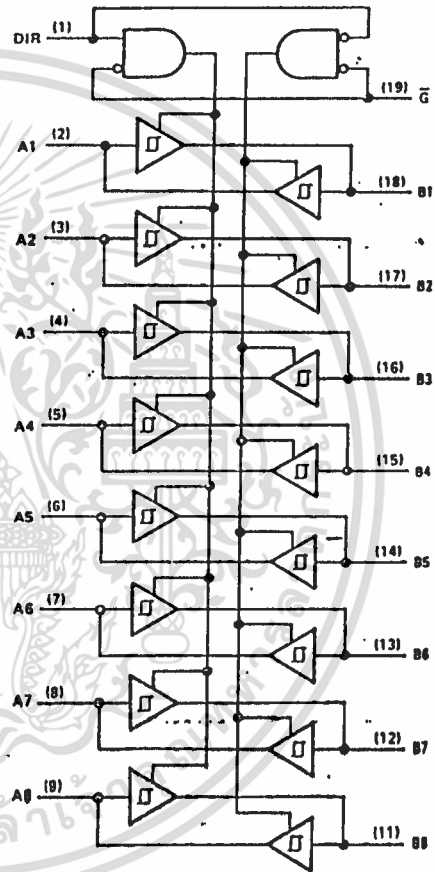 DIR (1)
(19) G̅
A1 (2)
(18) B1
A2 (3)
(17) B2
A3 (4)
(16) B3
A4 (5)
(15) B4
A5 (6)
(14) B5
A6 (7)
(13) B6
A7 (8)
(12) B7
A8 (9)
(11) B8